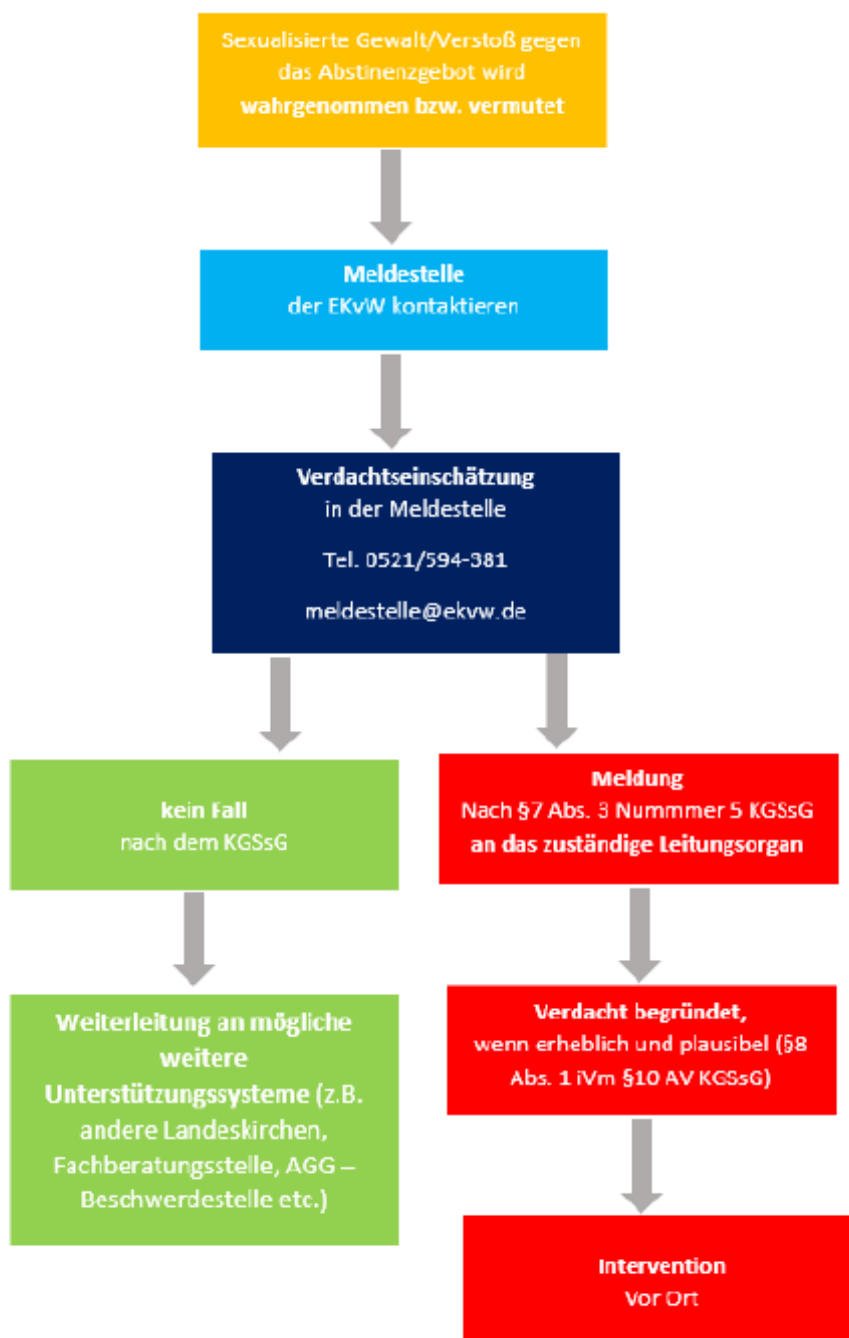 Sexualisierte Gewalt/Verstoß gegen
das Abstinenzgebot wird
wahrgenommen bzw. vermutet
Meldestelle
der EKvW kontaktieren
Verdachtseinschätzung
in der Meldestelle
Tel. 0521/594-381
meldestelle@ekvw.de
kein Fall
nach dem KGSsG
Meldung
Nach §7 Abs. 3 Nummmer 5 KGSsG
an das zuständige Leitungsorgan
Weiterleitung an mögliche
weitere
Unterstützungssysteme (z.B.
andere Landeskirchen,
Fachberatungsstelle, AGG –
Beschwerdestelle etc.)
Verdacht begründet,
wenn erheblich und plausibel (§8
Abs. 1 iVm §10 AV KGSsG)
Intervention
Vor Ort